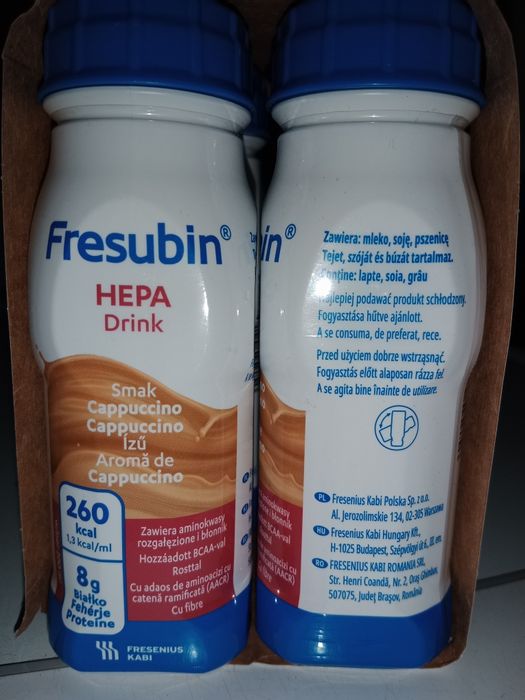 Fresubin®
HEPA
Drink
Smak
Cappuccino
Cappuccino
Ízű
Aromă de
Cappuccino
260
kcal
1,3 kcal/ml
8g
Białko
Fehérje
Proteine
Zawiera aminokwasy
rozgałęzione i błonnik
Hozzáadott BCAA-val
Rosttal
Cu adaos de aminoacizi cu
catenă ramificată (AACR)
Cu fibre
FRESENIUS
KABI
in®
Zawiera: mleko, soję, pszenicę
Tejet, szóját és búzát tartalmaz.
Conține: lapte, soia, grâu
Najlepiej podawać produkt schłodzony.
Fogyasztása hűtve ajánlott.
A se consuma, de preferat, rece.
Przed użyciem dobrze wstrząsnąć.
Fogyasztás előtt alaposan rázza fel.
A se agita bine înainte de utilizare.
PL Fresenius Kabi Polska Sp. z o.o.
Al. Jerozolimskie 134, 02-305 Warszawa
HU Fresenius Kabi Hungary Kft.,
H-1025 Budapest, Szépvölgyi út 6., III. em.
RO FRESENIUS KABI ROMANIA SRL,
Str. Henri Coandă, Nr. 2, Oraș Ghimbav,
507075, Județ Brașov, România